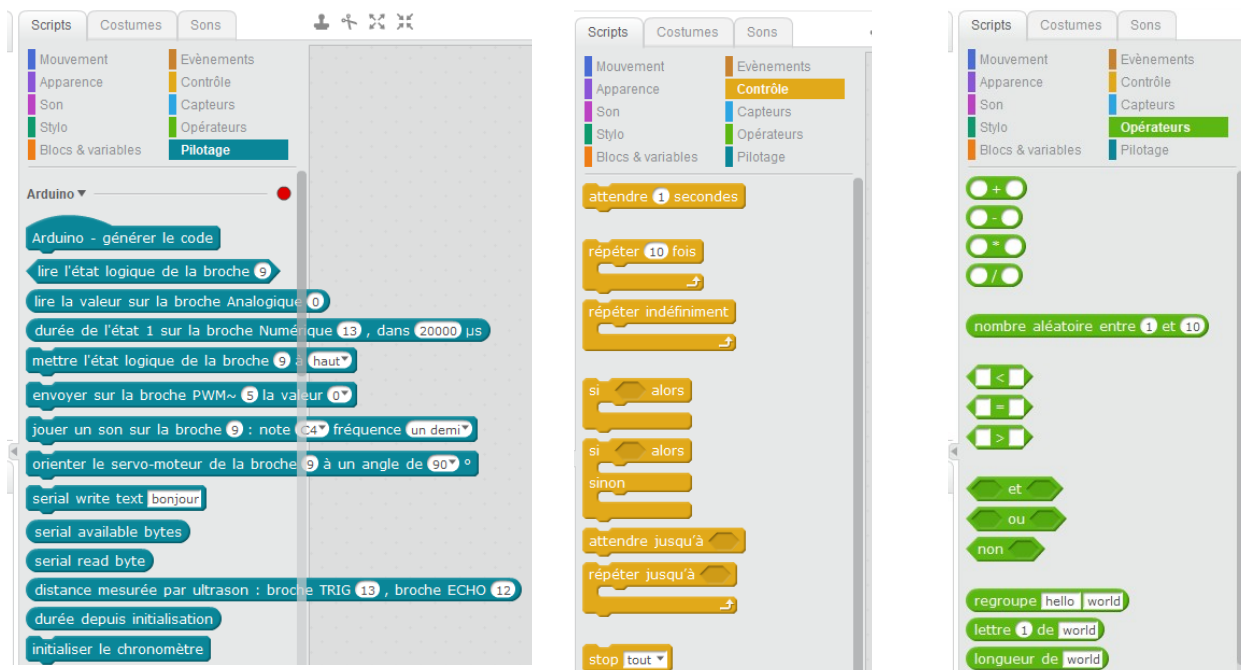 Scripts Costumes Sons
Mouvement Evènements
Apparence Contrôle
Son Capteurs
Stylo Opérateurs
Blocs & variables Pilotage
Arduino
Arduino - générer le code
lire l'état logique de la broche 9
lire la valeur sur la broche Analogique 0
durée de l'état 1 sur la broche Numérique 13 , dans 20000 µs
mettre l'état logique de la broche 9 à haut
envoyer sur la broche PWM~ 5 la valeur 0
jouer un son sur la broche 9 : note C4 fréquence un demi
orienter le servo-moteur de la broche 9 à un angle de 90 °
serial write text bonjour
serial available bytes
serial read byte
distance mesurée par ultrason : broche TRIG 13 , broche ECHO 12
durée depuis initialisation
initialiser le chronomètre
Scripts Costumes Sons
Mouvement Evènements
Apparence Contrôle
Son Capteurs
Stylo Opérateurs
Blocs & variables Pilotage
attendre 1 secondes
répéter 10 fois
répéter indéfiniment
si alors
si alors
sinon
attendre jusqu'à
répéter jusqu'à
stop tout
Scripts Costumes Sons
Mouvement Evènements
Apparence Contrôle
Son Capteurs
Stylo Opérateurs
Blocs & variables Pilotage
+
-
*
/
nombre aléatoire entre 1 et 10
<
=
>
et
ou
non
regroupe hello world
lettre 1 de world
longueur de world